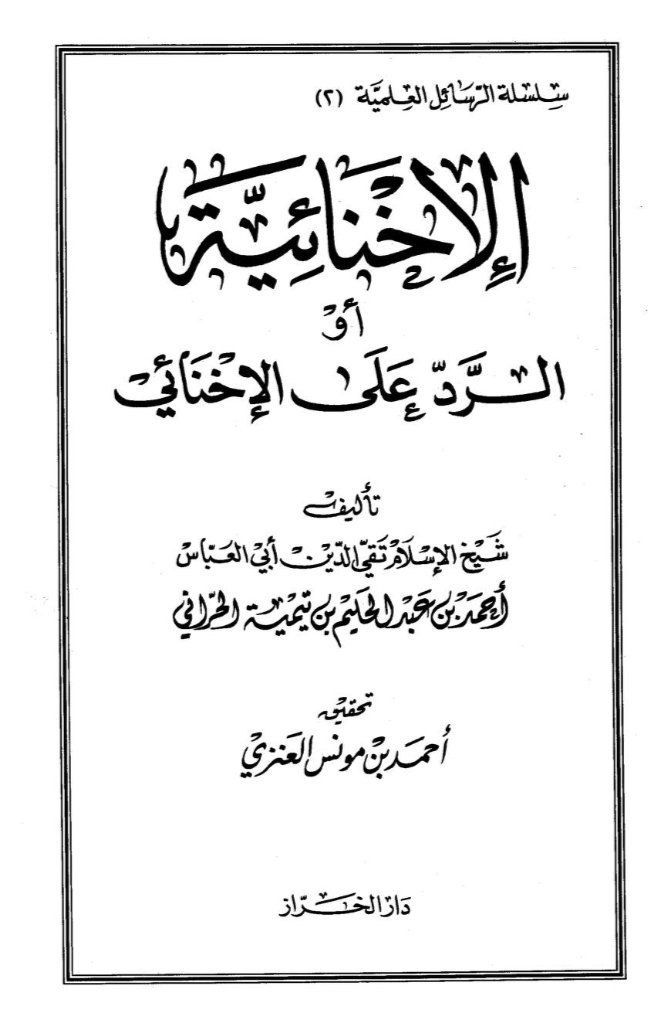 سلسلة الرسائل العلمية (٢)
الإخنائية
أو
الرد على الإخنائي
تأليف
شيخ الإسلام تقي الدين أبي العباس
أحمد بن عبد الحليم بن تيمية الحراني
تحقيق
أحمد بن مونس العنزي
دار الخراز